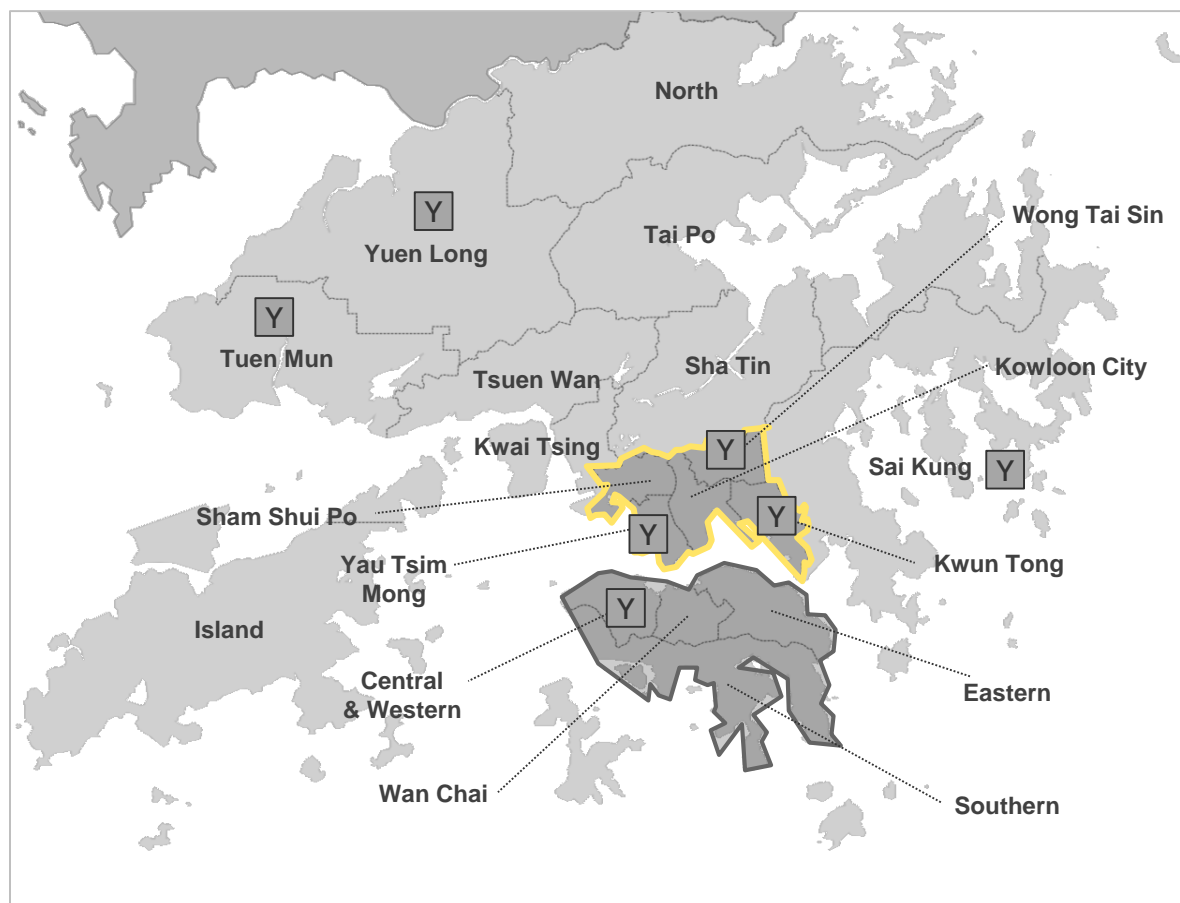 North
Wong Tai Sin
Y
Tai Po
Yuen Long
Y
Tuen Mun
Sha Tin
Kowloon City
Tsuen Wan
Kwai Tsing
Y
Sai Kung Y
Sham Shui Po
Y
Y
Yau Tsim
Mong
Kwun Tong
Island
Y
Central
& Western
Eastern
Wan Chai
Southern